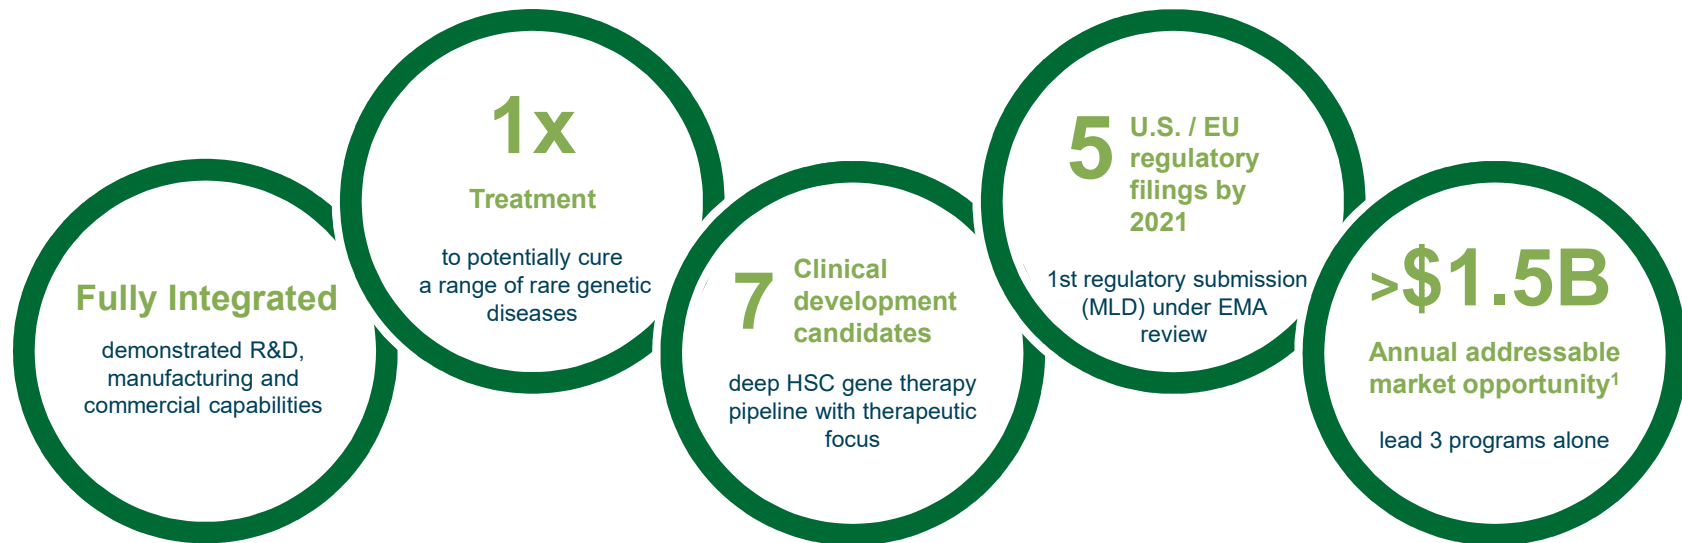 Fully Integrated
demonstrated R&D,
manufacturing and
commercial capabilities
1x
Treatment
to potentially cure
a range of rare genetic
diseases
7
Clinical
development
candidates
deep HSC gene therapy
pipeline with therapeutic
focus
5
U.S. / EU
regulatory
filings by
2021
1st regulatory submission
(MLD) under EMA
review
>$1.5B
Annual addressable
market opportunity¹
lead 3 programs alone